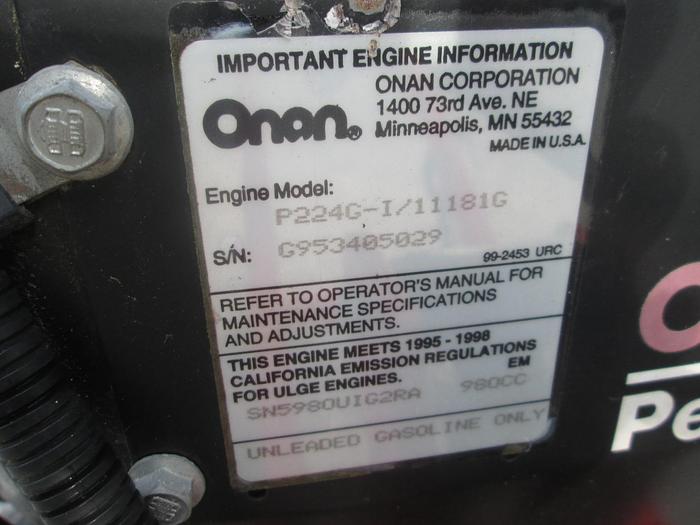 IMPORTANT ENGINE INFORMATION
Onan®
ONAN CORPORATION
1400 73rd Ave. NE
Minneapolis, MN 55432
MADE IN U.S.A.
Engine Model:
P224G-I/11181G
S/N: G953405029
99-2453 URC
REFER TO OPERATOR'S MANUAL FOR
MAINTENANCE SPECIFICATIONS
AND ADJUSTMENTS.
THIS ENGINE MEETS 1995 - 1998
CALIFORNIA EMISSION REGULATIONS
FOR ULGE ENGINES. EM
SN5980UIG2RA 980CC
UNLEADED GASOLINE ONLY
O
Pe